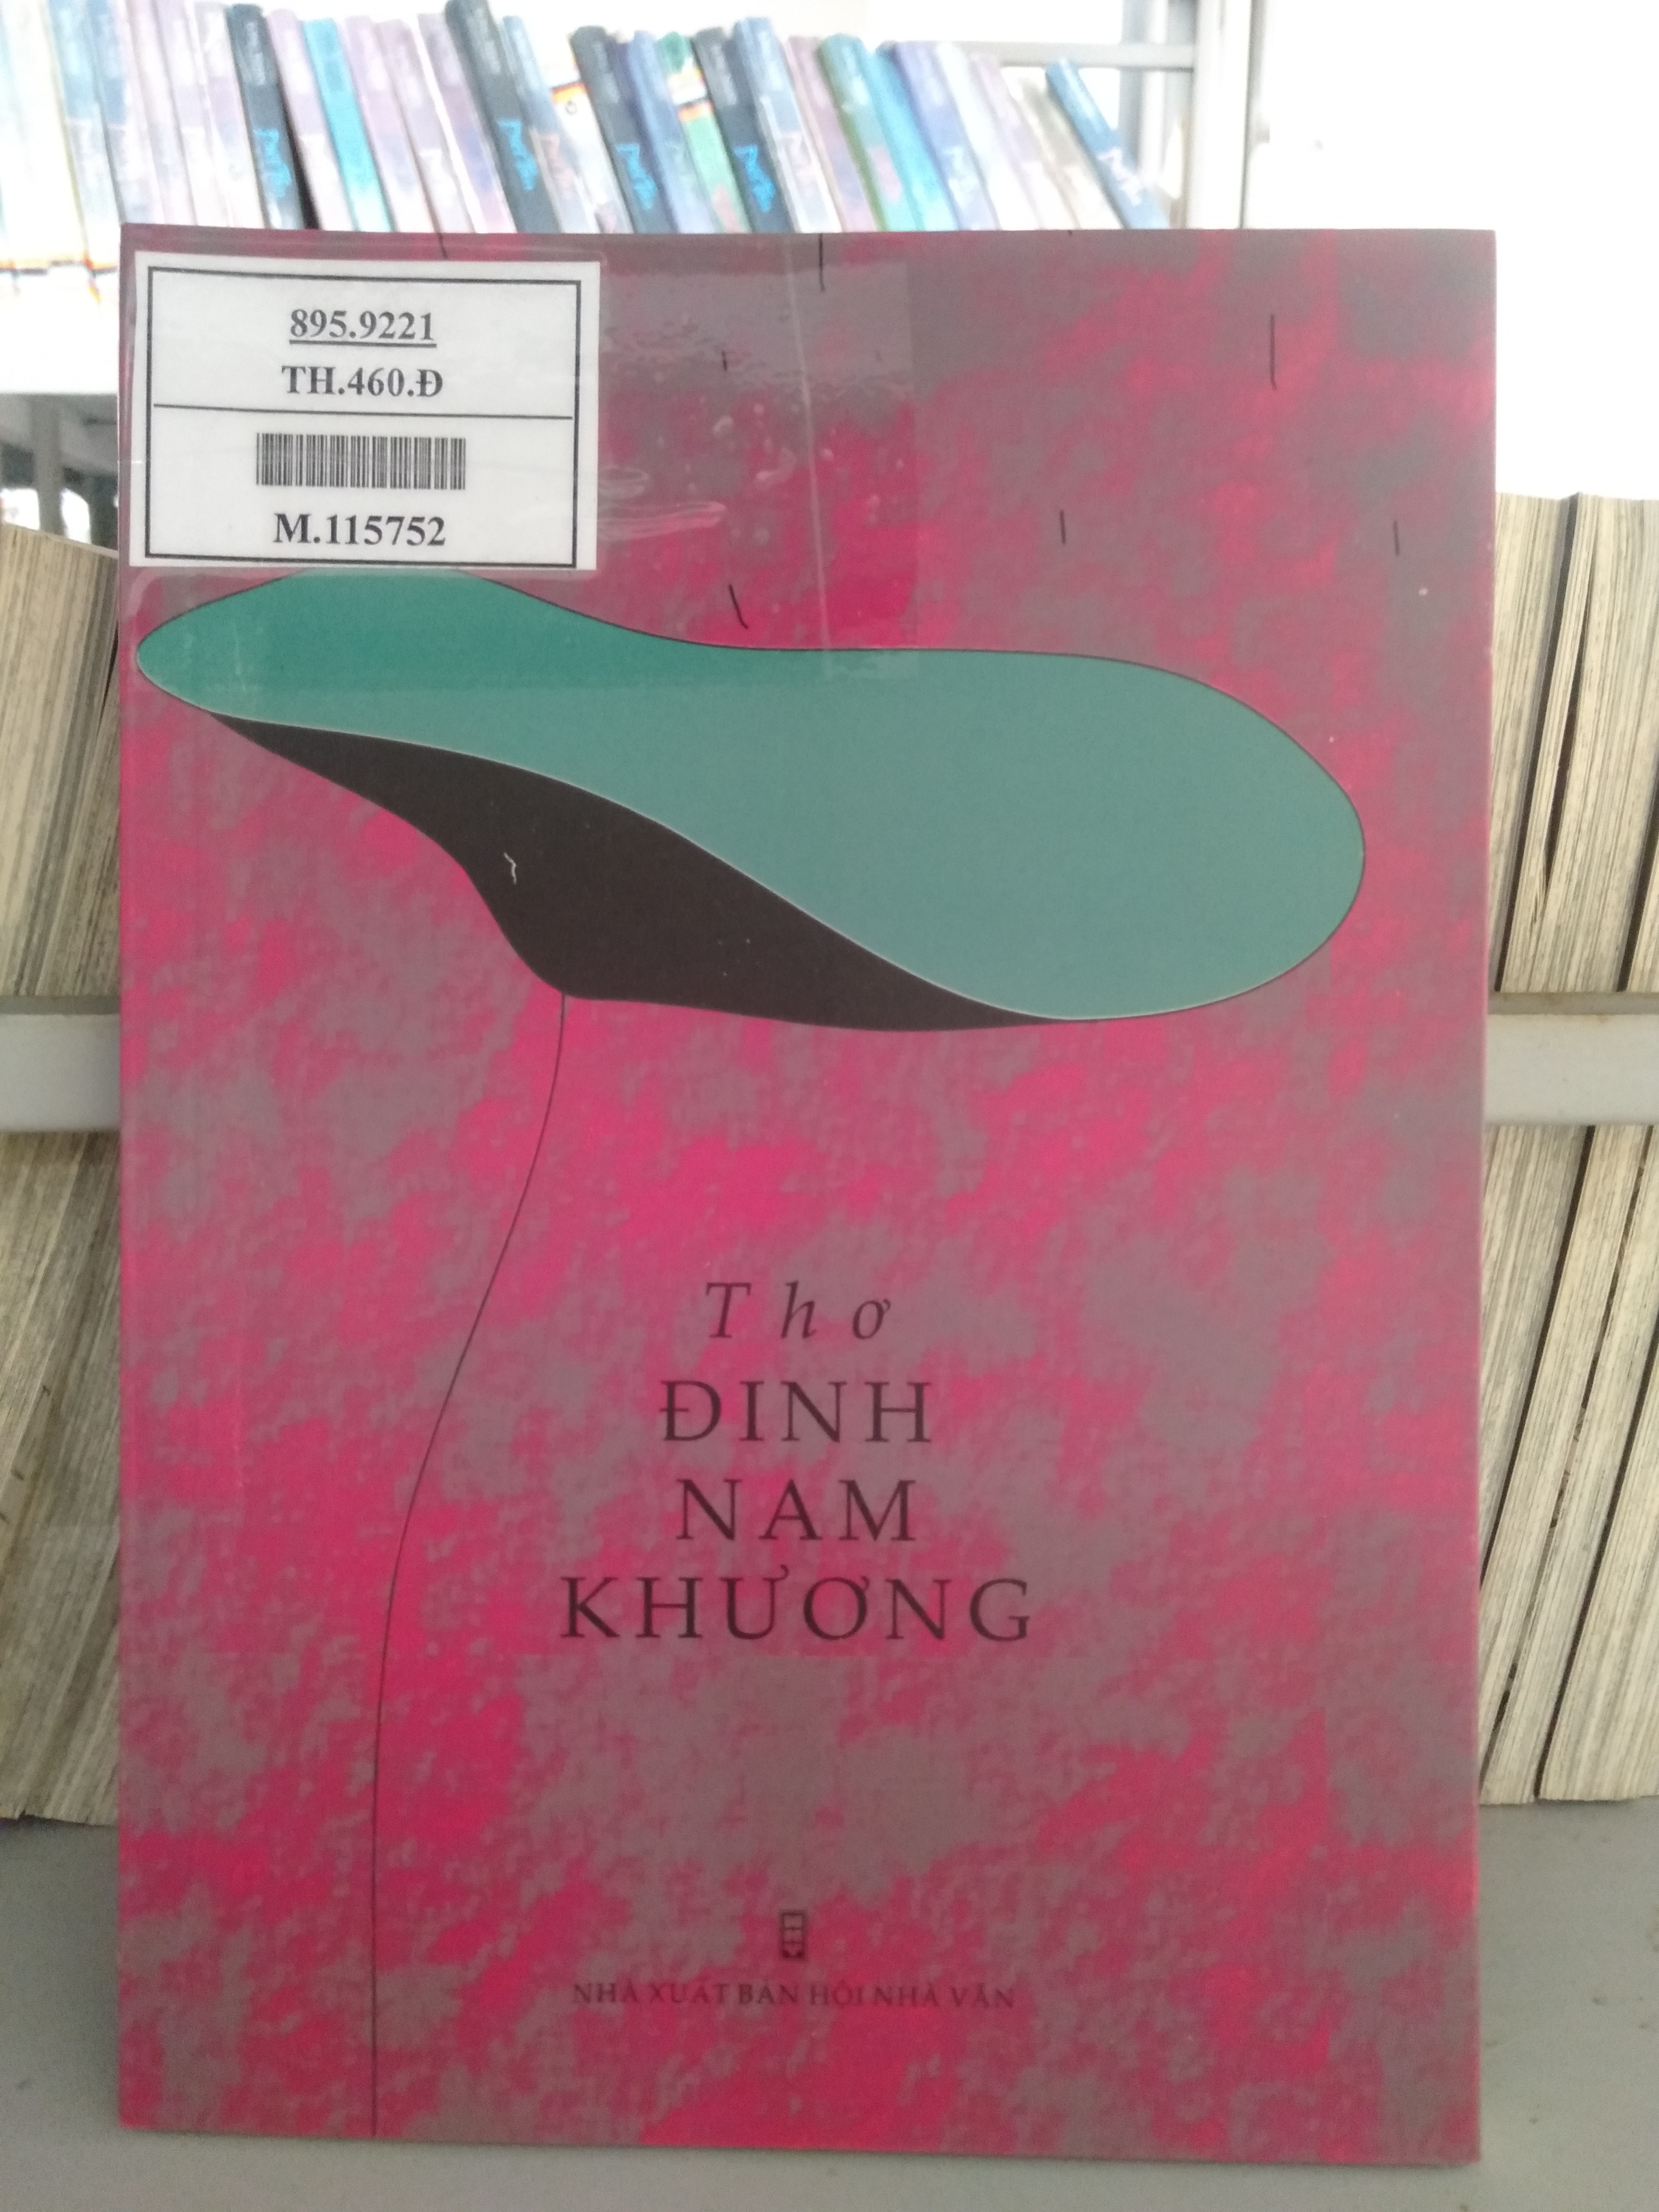 895.9221
TH.460.Đ
M.115752
Thơ
ĐINH
NAM
KHƯƠNG
NHÀ XUẤT BẢN HỘI NHÀ VĂN